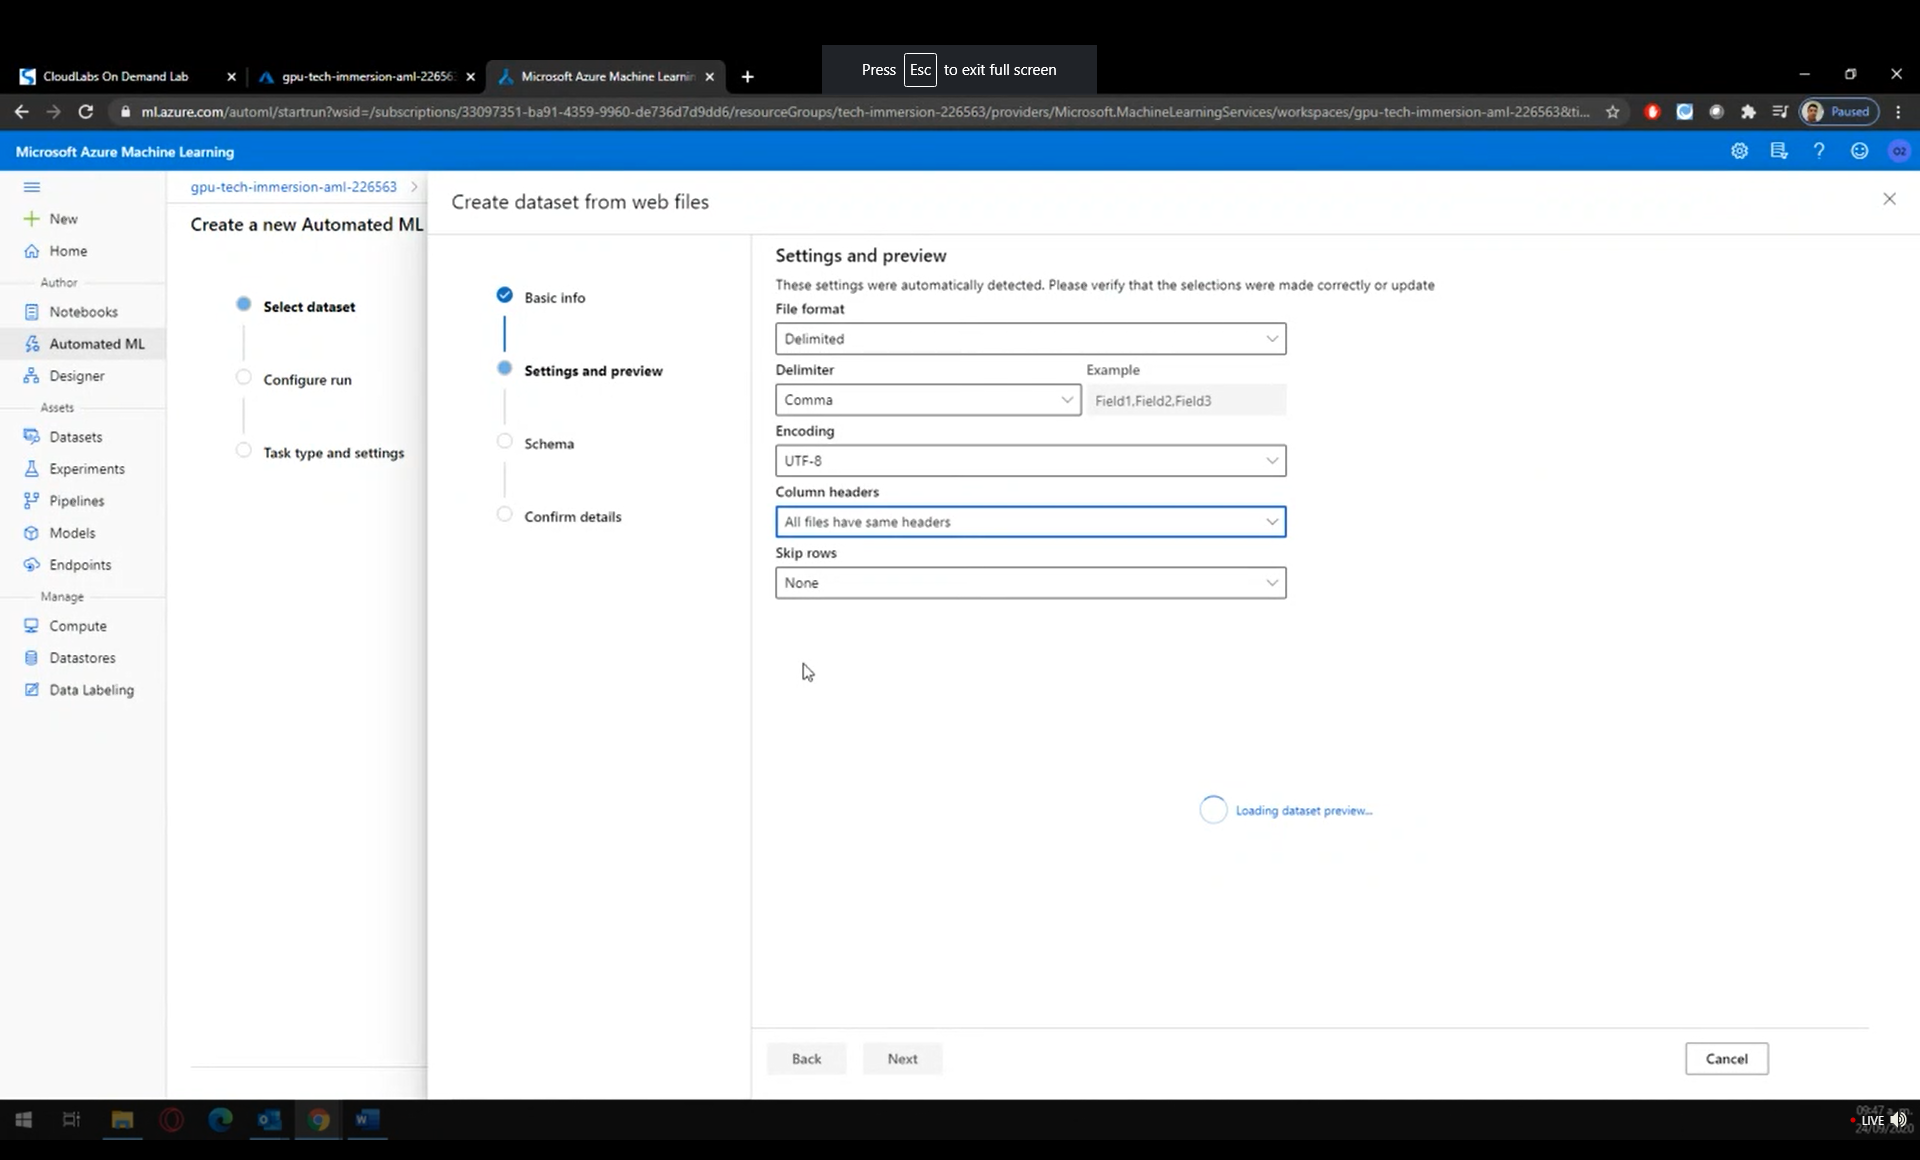 Press Esc to exit full screen
CloudLabs On Demand Lab
gpu-tech-immersion-aml-22656
Microsoft Azure Machine Learnin
ml.azure.com/automl/startrun?wsid=/subscriptions/33097351-ba91-4359-9960-de736d7d9dd6/resourceGroups/tech-immersion-226563/providers/Microsoft.MachineLearningServices/workspaces/gpu-tech-immersion-aml-226563&ti...
Paused
Microsoft Azure Machine Learning
OZ
New
Home
Author
Notebooks
Automated ML
Designer
Assets
Datasets
Experiments
Pipelines
Models
Endpoints
Manage
Compute
Datastores
Data Labeling
gpu-tech-immersion-aml-226563
Create a new Automated ML
Select dataset
Configure run
Task type and settings
Create dataset from web files
Basic info
Settings and preview
Schema
Confirm details
Settings and preview
These settings were automatically detected. Please verify that the selections were made correctly or update
File format
Delimited
Delimiter
Example
Comma
Field1,Field2,Field3
Encoding
UTF-8
Column headers
All files have same headers
Skip rows
None
Loading dataset preview...
Back
Next
Cancel
LIVE